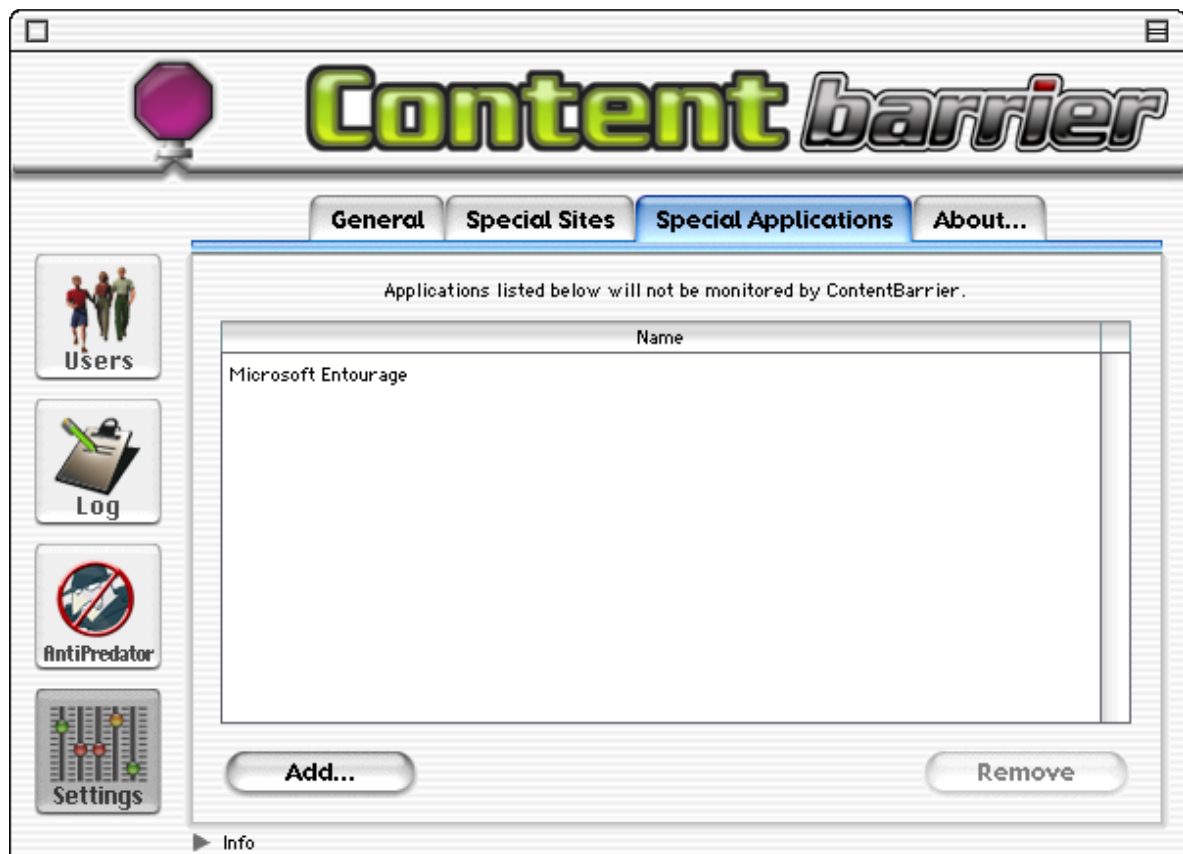 Content barrier
General Special Sites Special Applications About...
Applications listed below will not be monitored by ContentBarrier.
Name
Microsoft Entourage
Users
Log
AntiPredator
Settings
Add... Remove
Info